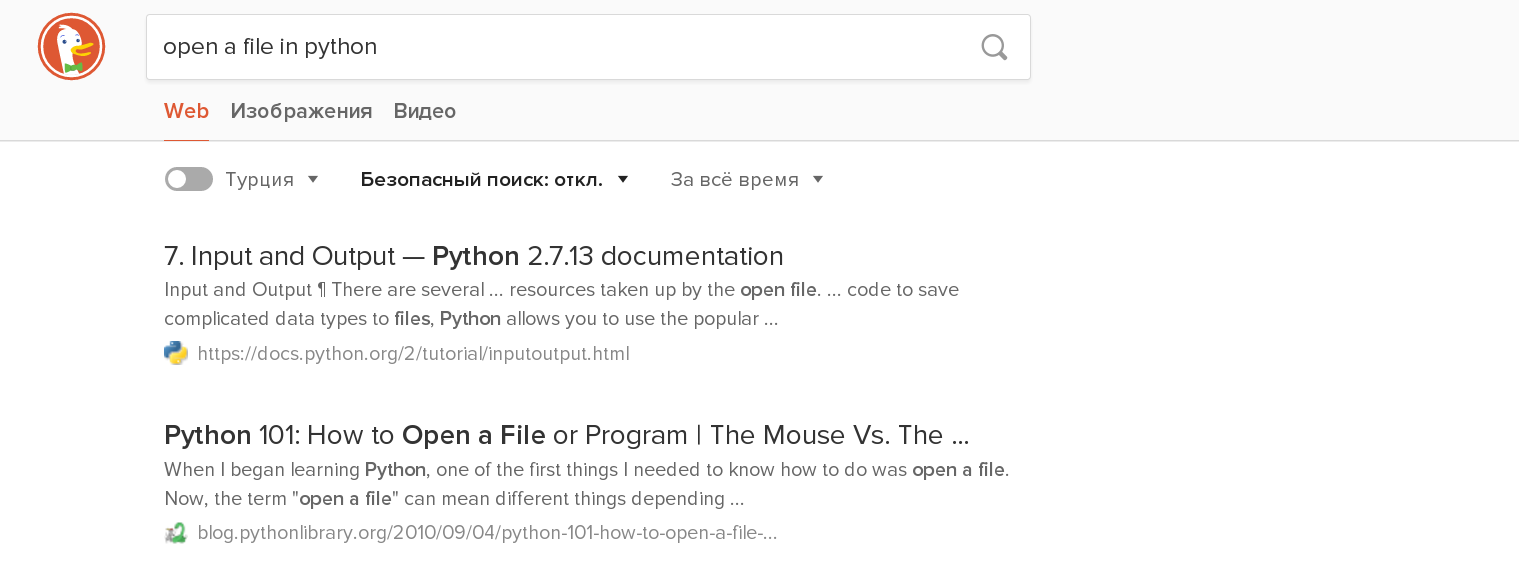 open a file in python
Web Изображения Видео
Турция Безопасный поиск: откл. За всё время
7. Input and Output — Python 2.7.13 documentation
Input and Output ¶ There are several ... resources taken up by the open file. ... code to save
complicated data types to files, Python allows you to use the popular ...
https://docs.python.org/2/tutorial/inputoutput.html
Python 101: How to Open a File or Program | The Mouse Vs. The ...
When I began learning Python, one of the first things I needed to know how to do was open a file.
Now, the term "open a file" can mean different things depending ...
blog.pythonlibrary.org/2010/09/04/python-101-how-to-open-a-file-...